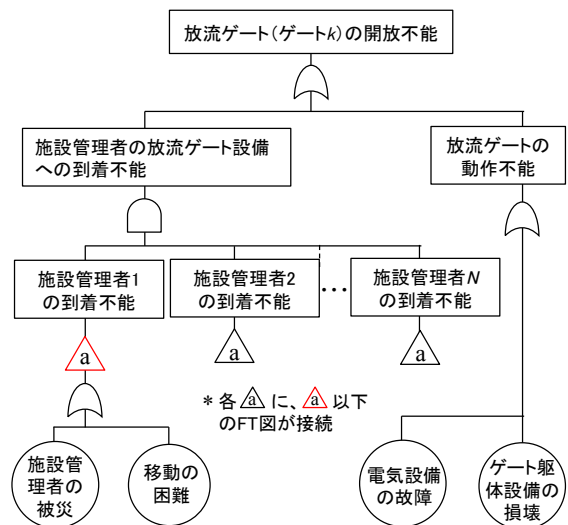 放流ゲート(ゲートk)の開放不能
施設管理者の放流ゲート設備
への到着不能
放流ゲートの
動作不能
施設管理者1
の到着不能
施設管理者2
の到着不能
…
施設管理者N
の到着不能
a
a
a
*各 a に、 a 以下
のFT図が接続
施設管
理者の
被災
移動の
困難
電気設備
の故障
ゲート躯
体設備の
損壊